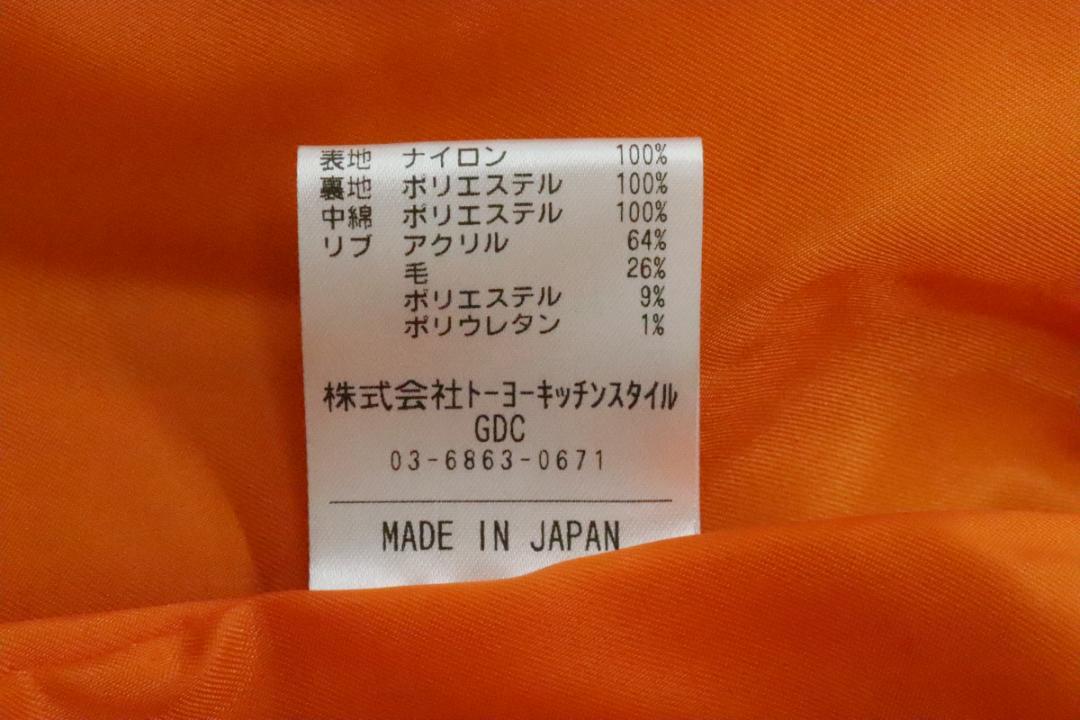 表地 ナイロン 100%
裏地 ポリエステル 100%
中綿 ポリエステル 100%
リブ アクリル 64%
毛 26%
ポリエステル 9%
ポリウレタン 1%
株式会社トーヨーキッチンスタイル
GDC
03-6863-0671
MADE IN JAPAN